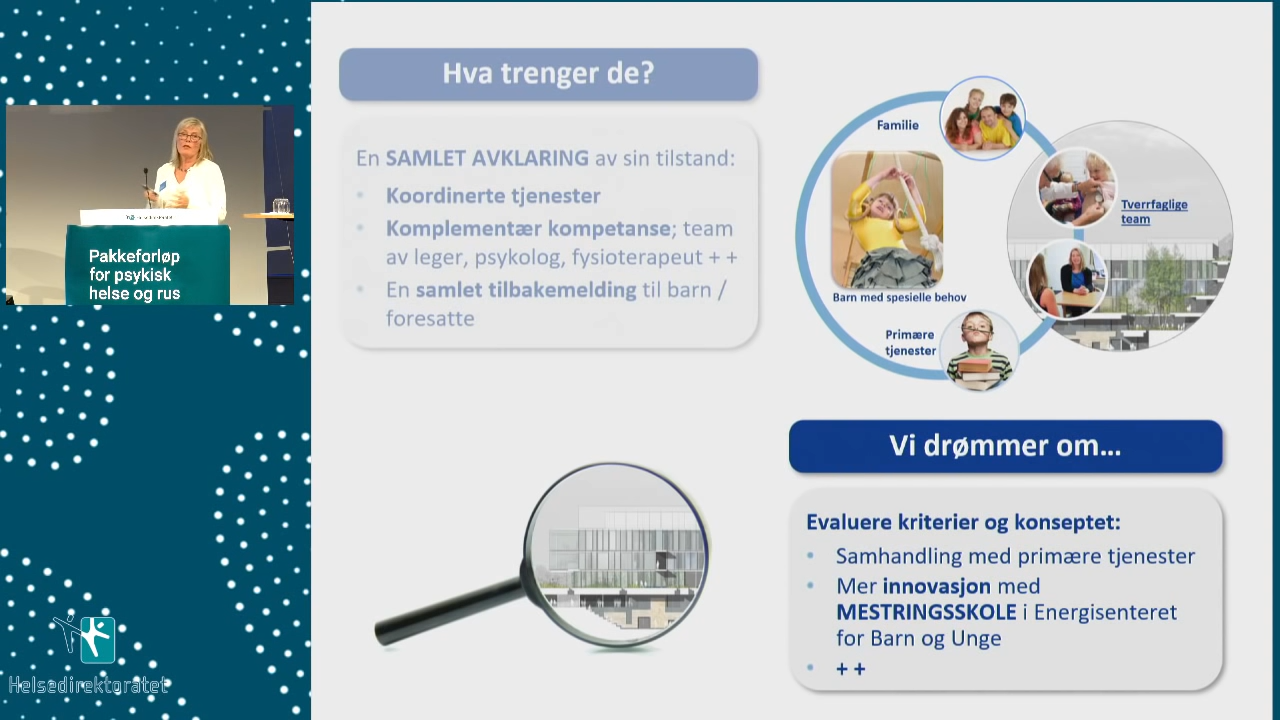 Hva trenger de?
En SAMLET AVKLARING av sin tilstand:
• Koordinerte tjenester
• Komplementær kompetanse; team
av leger, psykolog, fysioterapeut + +
• En samlet tilbakemelding til barn /
foresatte
Familie
Tverrfaglige
team
Barn med spesielle behov
Primære
tjenester
Vi drømmer om...
Evaluere kriterier og konseptet:
• Samhandling med primære tjenester
• Mer innovasjon med
MESTRINGSSKOLE i Energisenteret
for Barn og Unge
• + +
Helsedirektoratet
Pakkeforløp
for psykisk
helse og rus
Helsedirektoratet